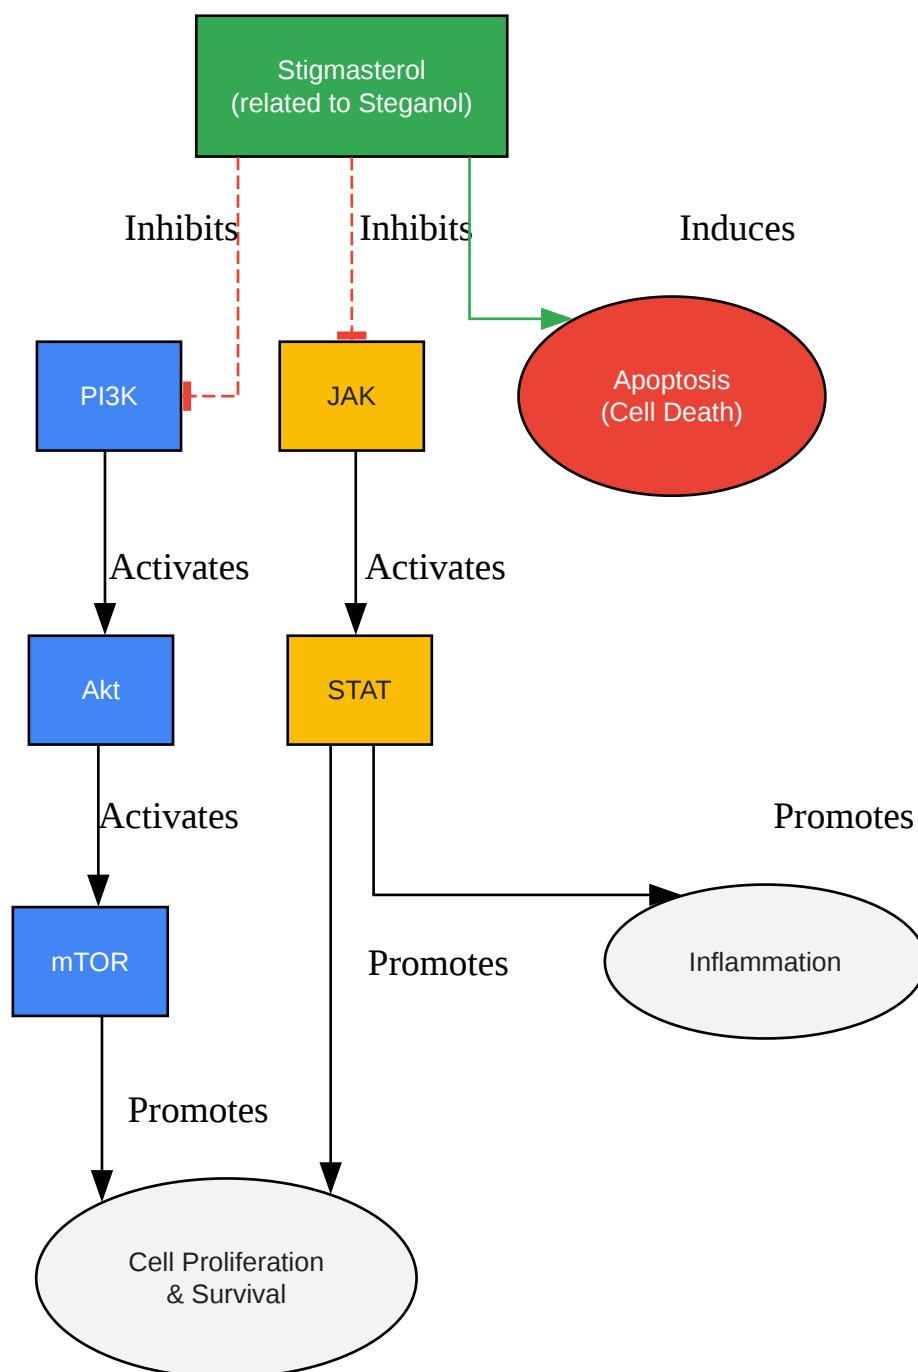 Stigmasterol
(related to Steganol)
Inhibits
Inhibits
Induces
PI3K
JAK
Apoptosis
(Cell Death)
Activates
Activates
Akt
STAT
Activates
Promotes
mTOR
Promotes
Inflammation
Promotes
Cell Proliferation
& Survival